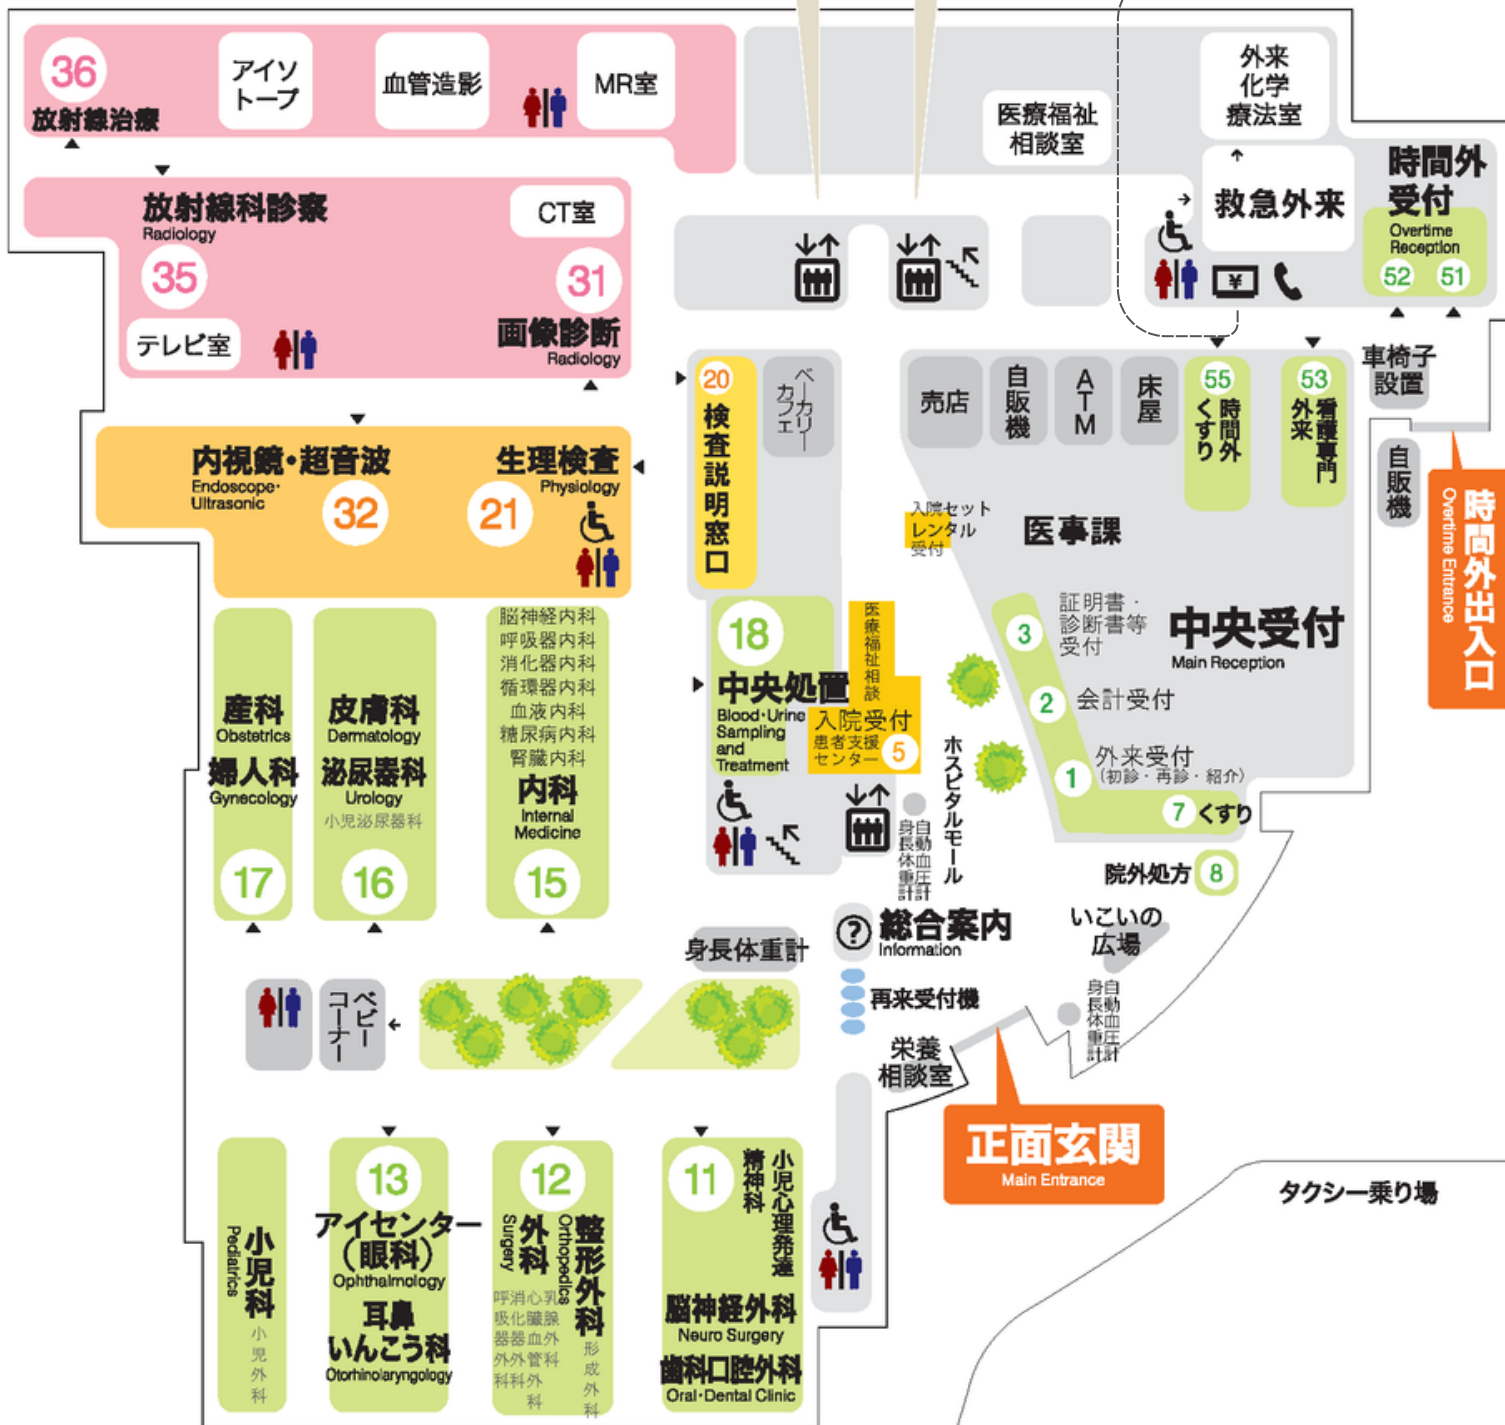 36
放射線治療
アイソ
トープ
血管造影
MR室
医療福祉
相談室
外来
化学
療法室
救急外来
時間外
受付
Overtime
Reception
52
51
¥
放射線科診察
Radiology
35
テレビ室
CT室
31
画像診断
Radiology
内視鏡・超音波
Endoscope・
Ultrasonic
32
生理検査
Physiology
21
20
検査説明窓口
ベーカリー
カフェ
売店
自販機
ATM
床屋
55
時間外
くすり
53
看護専門
外来
車椅子
設置
自販機
時間外出入口
Overtime Entrance
入院セット
レンタル
受付
医事課
中央受付
Main Reception
3
証明書・
診断書等
受付
2
会計受付
1
外来受付
(初診・再診・紹介)
7
くすり
院外処方
8
18
中央処置
Blood・Urine
Sampling
and
Treatment
医療福祉相談
入院受付
患者支援
センター
5
ホスピタルモール
自動血圧計
身長体重計
産科
Obstetrics
婦人科
Gynecology
17
皮膚科
Dermatology
泌尿器科
Urology
小児泌尿器科
16
脳神経内科
呼吸器内科
消化器内科
循環器内科
血液内科
糖尿病内科
腎臓内科
内科
Internal
Medicine
15
身長体重計
?
総合案内
Information
再来受付機
いこいの
広場
自動血圧計
身長体重計
栄養
相談室
ベビー
コーナー
正面玄関
Main Entrance
タクシー乗り場
小児科
Pediatrics
小児外科
13
アイセンター
(眼科)
Ophthalmology
耳鼻
いんこう科
Otorhinolaryngology
12
整形外科
Orthopedics
形成外科
外科
Surgery
乳腺外科
心臓血管外科
消化器外科
呼吸器外科
11
小児心理発達
精神科
脳神経外科
Neuro Surgery
歯科口腔外科
Oral・Dental Clinic